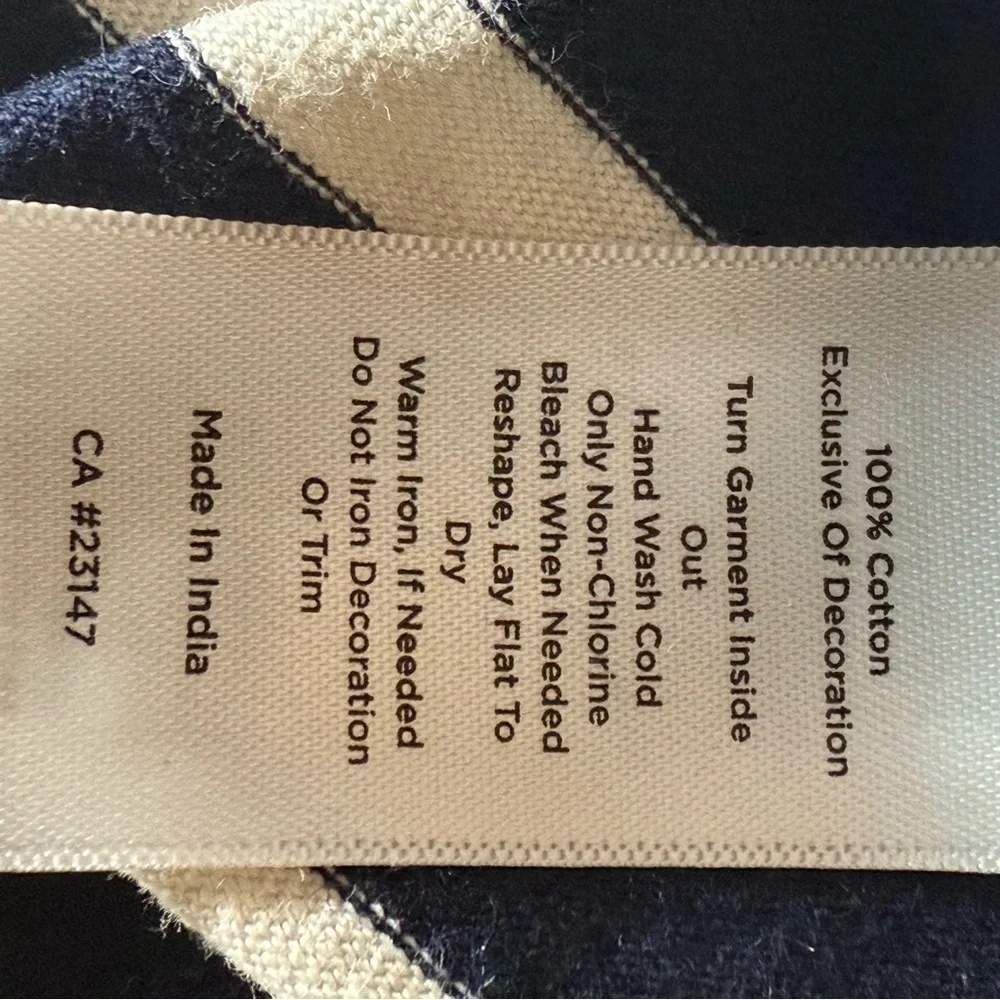 100% Cotton
Exclusive Of Decoration
Turn Garment Inside
Out
Hand Wash Cold
Only Non-Chlorine
Bleach When Needed
Reshape, Lay Flat To
Dry
Warm Iron, If Needed
Do Not Iron Decoration
Or Trim
Made In India
CA #23147